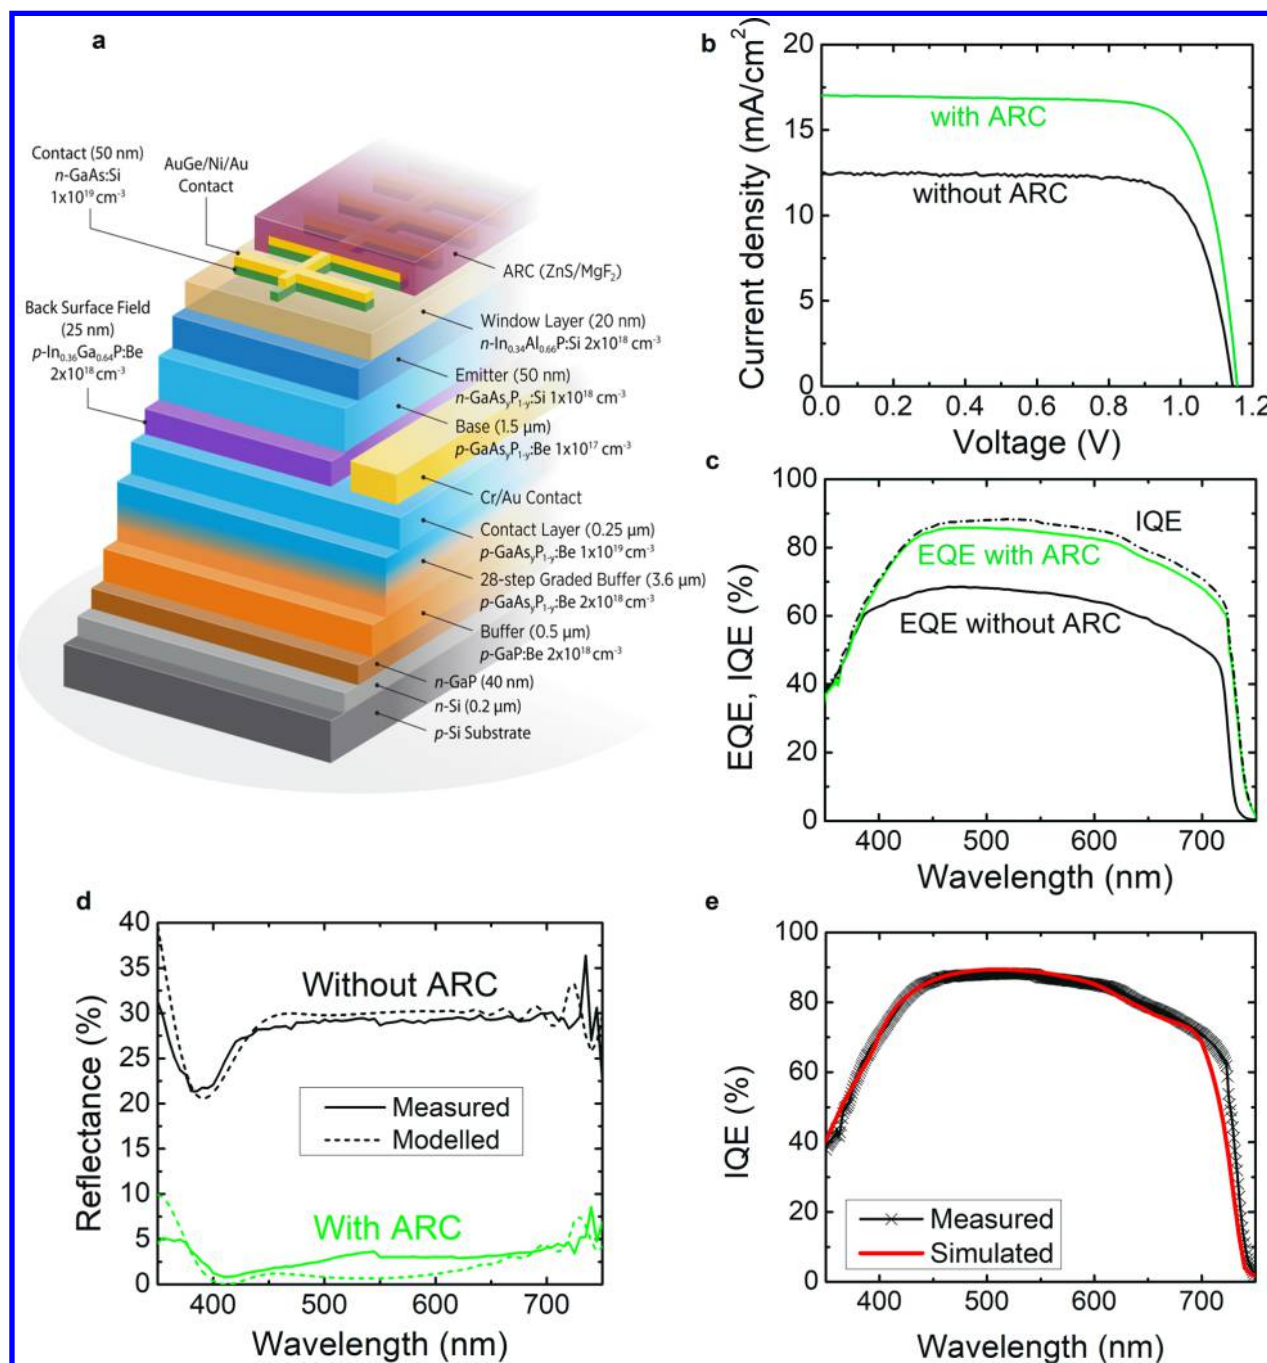 a
Contact (50 nm)
n-GaAs:Si
1x10¹⁹ cm⁻³
AuGe/Ni/Au
Contact
Back Surface Field
(25 nm)
p-In₀.₃₆Ga₀.₆₄P:Be
2x10¹⁸ cm⁻³
ARC (ZnS/MgF₂)
Window Layer (20 nm)
n-In₀.₃₄Al₀.₆₆P:Si 2x10¹⁸ cm⁻³
Emitter (50 nm)
n-GaAsᵧP₁₋ᵧ:Si 1x10¹⁸ cm⁻³
Base (1.5 µm)
p-GaAsᵧP₁₋ᵧ:Be 1x10¹⁷ cm⁻³
Cr/Au Contact
Contact Layer (0.25 µm)
p-GaAsᵧP₁₋ᵧ:Be 1x10¹⁹ cm⁻³
28-step Graded Buffer (3.6 µm)
p-GaAsᵧP₁₋ᵧ:Be 2x10¹⁸ cm⁻³
Buffer (0.5 µm)
p-GaP:Be 2x10¹⁸ cm⁻³
n-GaP (40 nm)
n-Si (0.2 µm)
p-Si Substrate
b
Current density (mA/cm²)
20
15
10
5
0
with ARC
without ARC
0.0 0.2 0.4 0.6 0.8 1.0 1.2
Voltage (V)
c
EQE, IQE (%)
100
80
60
40
20
0
IQE
EQE with ARC
EQE without ARC
400 500 600 700
Wavelength (nm)
d
Reflectance (%)
40
35
30
25
20
15
10
5
0
Without ARC
Measured
Modelled
With ARC
400 500 600 700
Wavelength (nm)
e
IQE (%)
100
80
60
40
20
0
Measured
Simulated
400 500 600 700
Wavelength (nm)